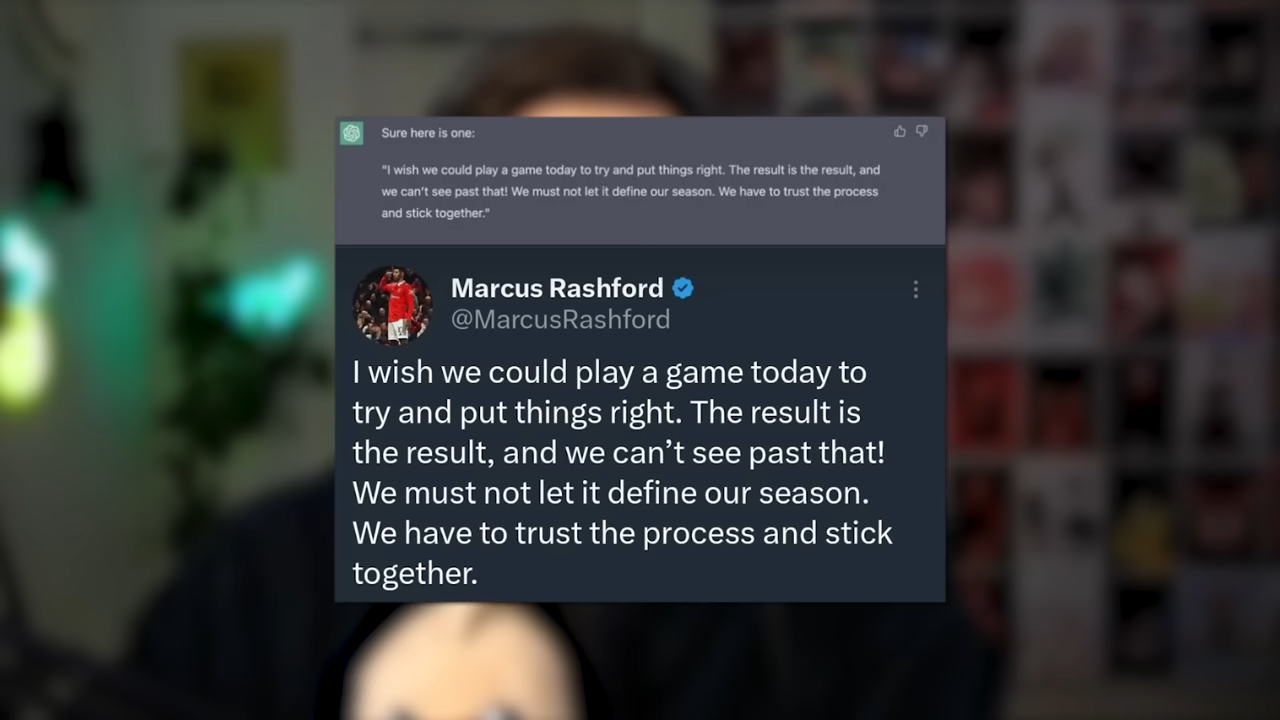 Sure here is one:
"I wish we could play a game today to try and put things right. The result is the result, and
we can't see past that! We must not let it define our season. We have to trust the process
and stick together."
Marcus Rashford
@MarcusRashford
I wish we could play a game today to
try and put things right. The result is
the result, and we can’t see past that!
We must not let it define our season.
We have to trust the process and stick
together.